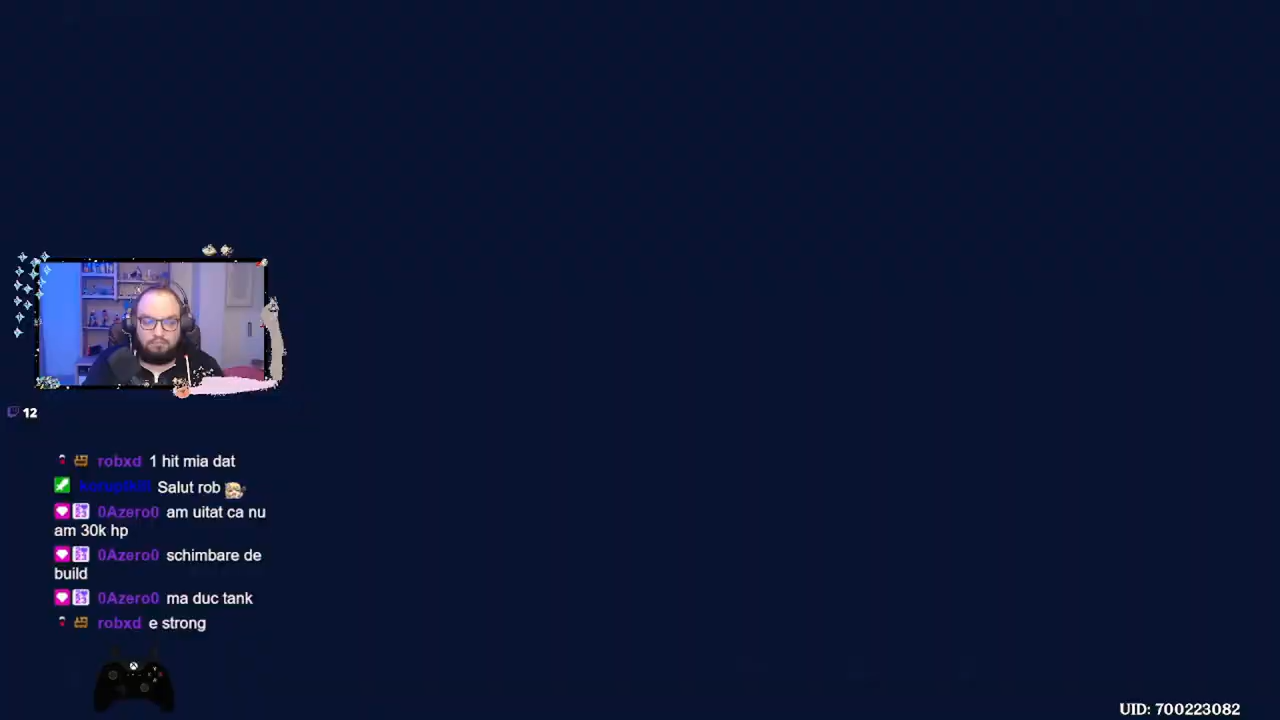 12
robxd 1 hit mia dat
Salut rob
0Azero0 am uitat ca nu
am 30k hp
0Azero0 schimbare de
build
0Azero0 ma duc tank
robxd e strong
UID: 700223082